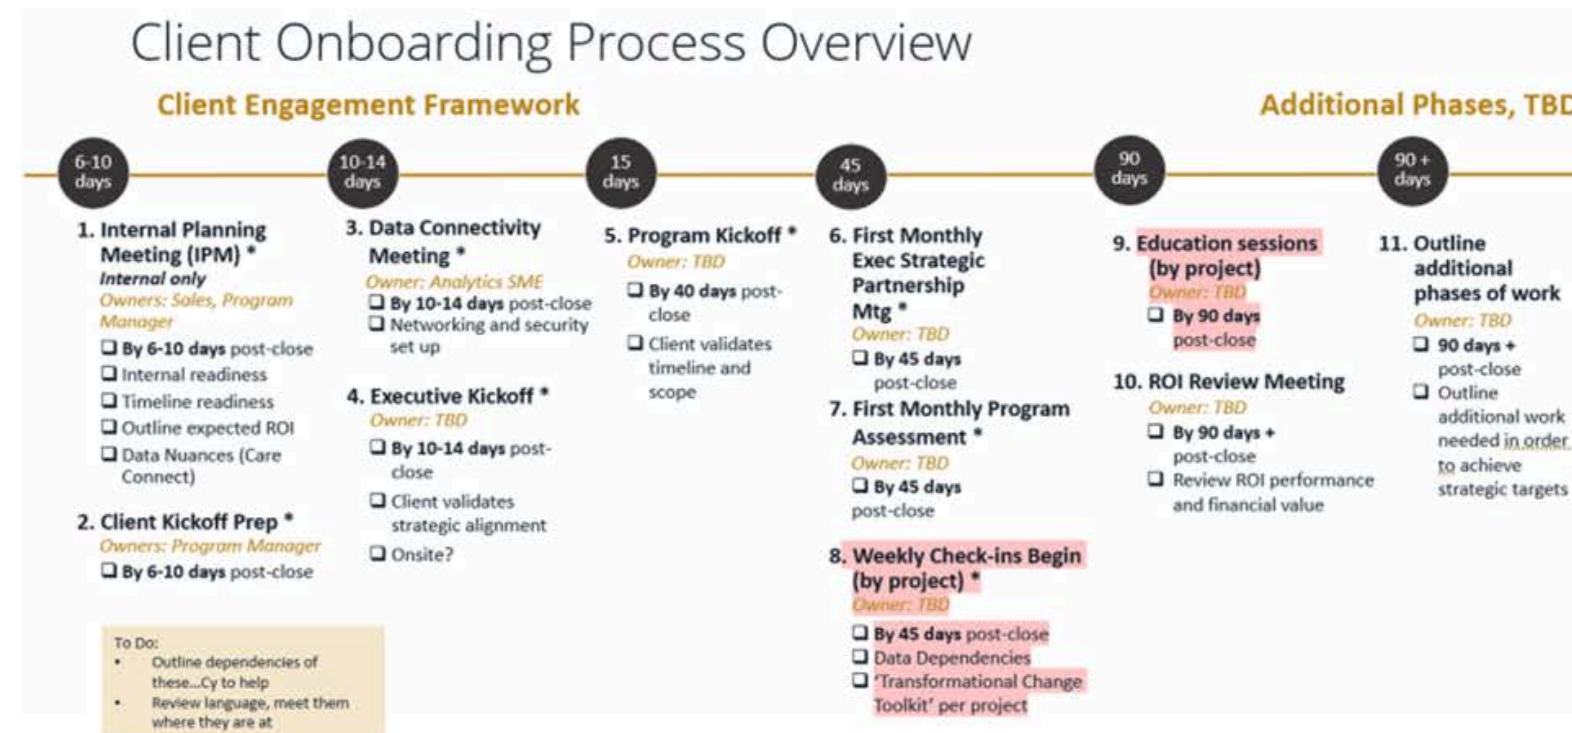 Client Onboarding Process Overview
Client Engagement Framework
Additional Phases, TBD
6-10
days
10-14
days
15
days
45
days
90
days
90 +
days
1. Internal Planning
Meeting (IPM) *
Internal only
Owners: Sales, Program
Manager
❑ By 6-10 days post-close
❑ Internal readiness
❑ Timeline readiness
❑ Outline expected ROI
❑ Data Nuances (Care
Connect)
2. Client Kickoff Prep *
Owners: Program Manager
❑ By 6-10 days post-close
3. Data Connectivity
Meeting *
Owner: Analytics SME
❑ By 10-14 days post-close
❑ Networking and security
set up
4. Executive Kickoff *
Owner: TBD
❑ By 10-14 days post-
close
❑ Client validates
strategic alignment
❑ Onsite?
5. Program Kickoff *
Owner: TBD
❑ By 40 days post-
close
❑ Client validates
timeline and
scope
6. First Monthly
Exec Strategic
Partnership
Mtg *
Owner: TBD
❑ By 45 days
post-close
7. First Monthly Program
Assessment *
Owner: TBD
❑ By 45 days
post-close
8. Weekly Check-ins Begin
(by project) *
Owner: TBD
❑ By 45 days post-close
❑ Data Dependencies
❑ 'Transformational Change
Toolkit' per project
9. Education sessions
(by project)
Owner: TBD
❑ By 90 days
post-close
10. ROI Review Meeting
Owner: TBD
❑ By 90 days +
post-close
❑ Review ROI performance
and financial value
11. Outline
additional
phases of work
Owner: TBD
❑ 90 days +
post-close
❑ Outline
additional work
needed in order
to achieve
strategic targets
To Do:
• Outline dependencies of
these...Cy to help
• Review language, meet them
where they are at